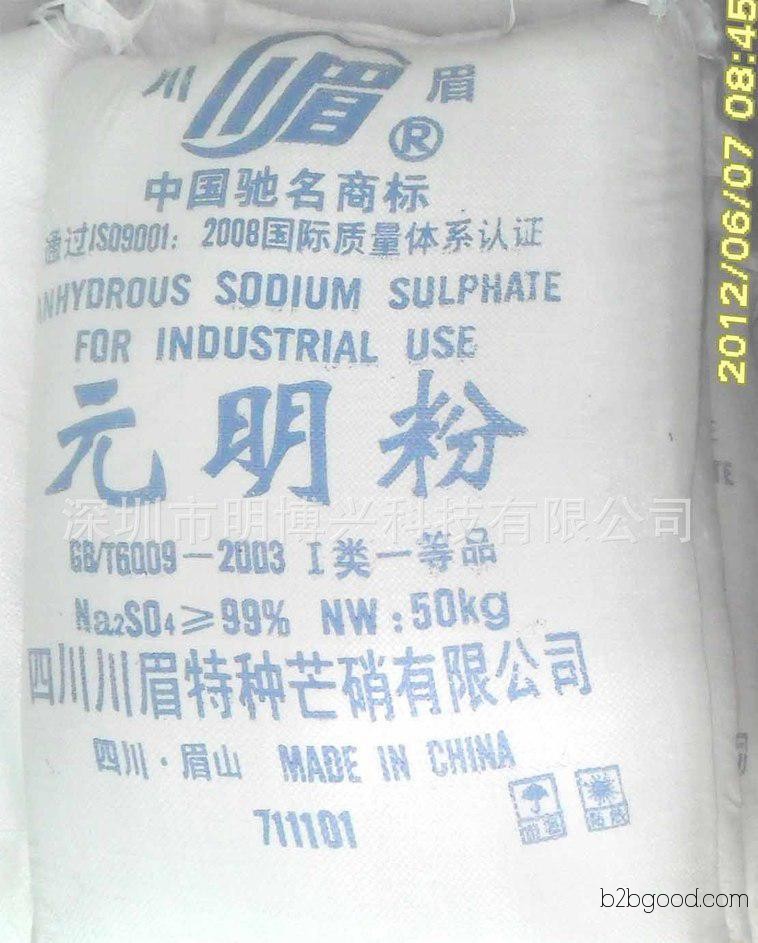 川 川眉 眉
®
中国驰名商标
通过ISO9001：2008国际质量体系认证
ANHYDROUS SODIUM SULPHATE
FOR INDUSTRIAL USE
元明粉
深圳市明博兴科技有限公司
GB/T6009-2003 I类一等品
Na₂SO₄≥99% NW:50kg
四川川眉特种芒硝有限公司
四川·眉山 MADE IN CHINA
711101
2012/06/07 08:45
b2bgood.com